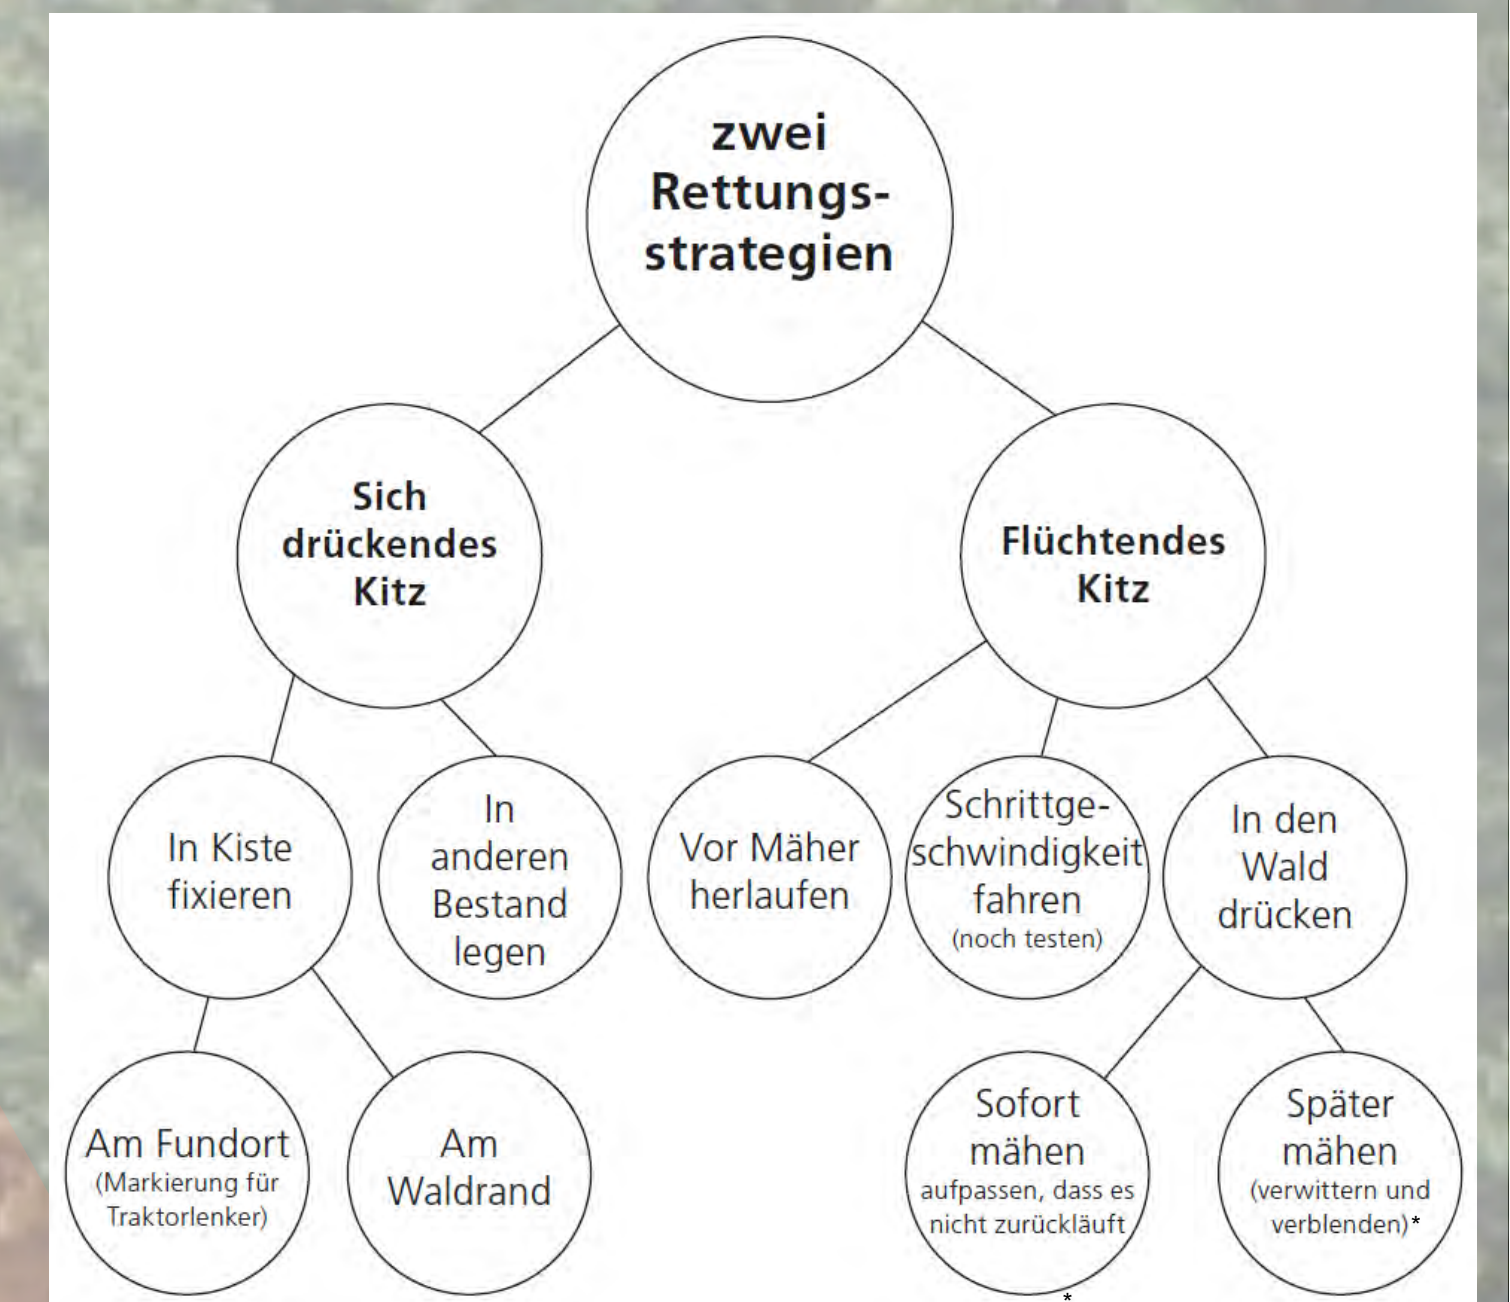 zwei
Rettungs-
strategien
Sich
drückendes
Kitz
Flüchtendes
Kitz
In Kiste
fixieren
In
anderen
Bestand
legen
Vor Mäher
herlaufen
Schrittge-
schwindigkeit
fahren
(noch testen)
In den
Wald
drücken
Am Fundort
(Markierung für
Traktorlenker)
Am
Waldrand
Sofort
mähen
aufpassen, dass es
nicht zurückläuft
*
Später
mähen
(verwittern und
verblenden)*